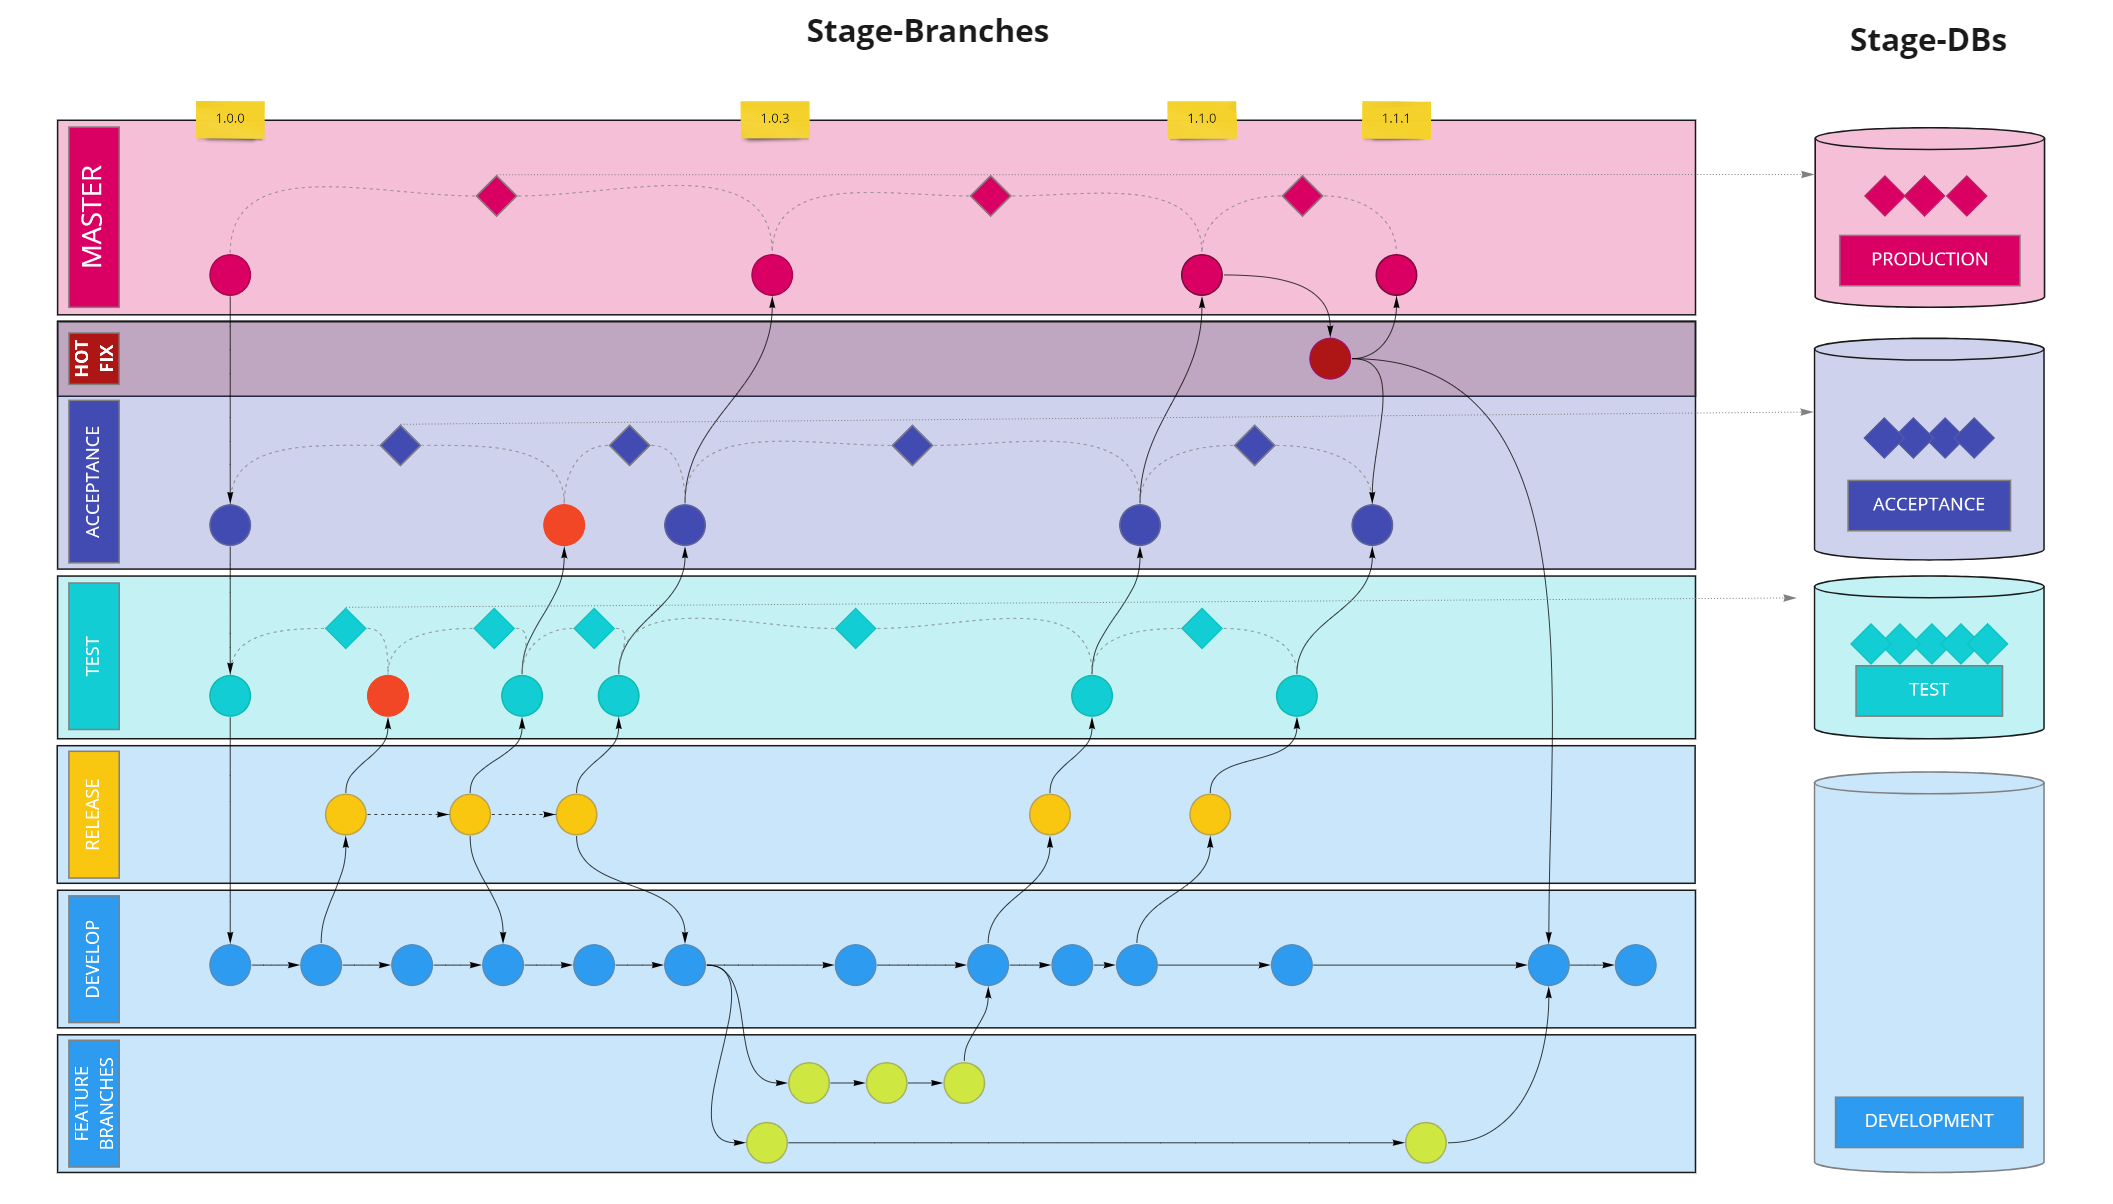 Stage-Branches
Stage-DBs
1.0.0
1.0.3
1.1.0
1.1.1
MASTER
HOT
FIX
ACCEPTANCE
TEST
RELEASE
DEVELOP
FEATURE
BRANCHES
PRODUCTION
ACCEPTANCE
TEST
DEVELOPMENT